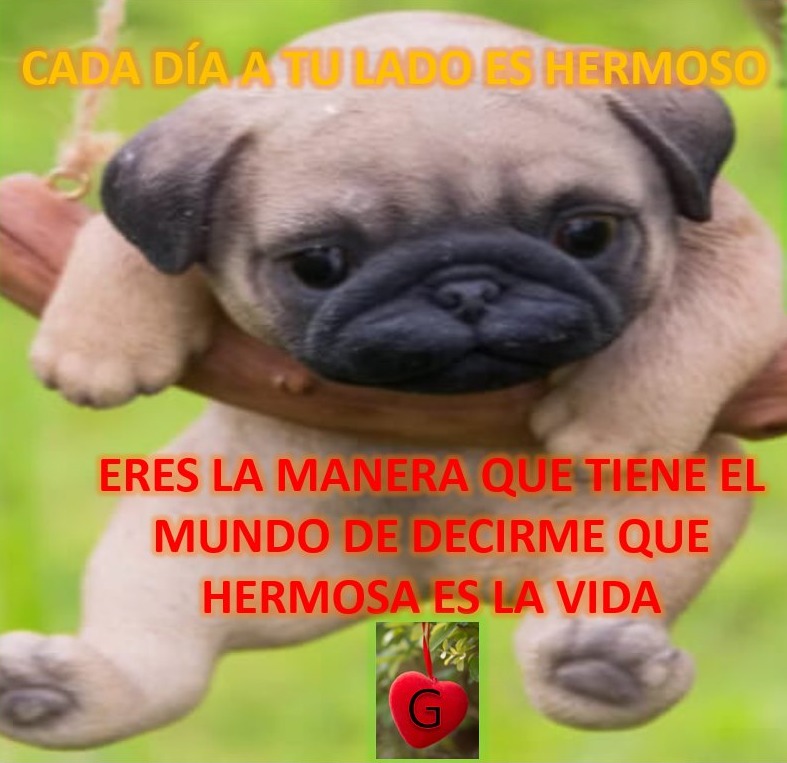 CADA DÍA A TU LADO ES HERMOSO
ERES LA MANERA QUE TIENE EL
MUNDO DE DECIRME QUE
HERMOSA ES LA VIDA
G